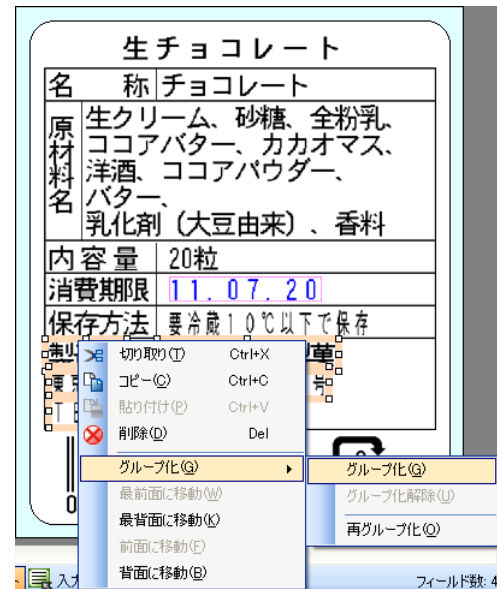 生チョコレート
名 称 チョコレート
原材料名 生クリーム、砂糖、全粉乳、
ココアバター、カカオマス、
洋酒、ココアパウダー、
バター、
乳化剤（大豆由来）、香料
内容量 20粒
消費期限 11.07.20
保存方法 要冷蔵10℃以下で保存
切り取り(T) Ctrl+X
コピー(C) Ctrl+C
貼り付け(P) Ctrl+V
削除(D) Del
グループ化(G)
最前面に移動(W)
最背面に移動(K)
前面に移動(F)
背面に移動(B)
グループ化(G)
グループ化解除(U)
再グループ化(O)
フィールド数: 4